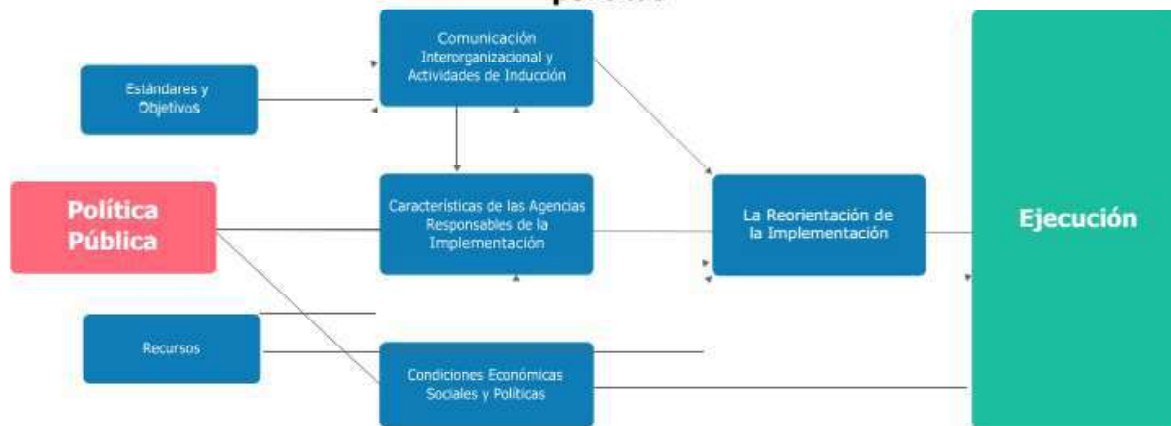 Comunicación
Interorganizacional y
Actividades de Inducción
Estándares y
Objetivos
Política
Pública
Características de las Agencias
Responsables de la
Implementación
La Reorientación de
la Implementación
Ejecución
Recursos
Condiciones Económicas
Sociales y Políticas